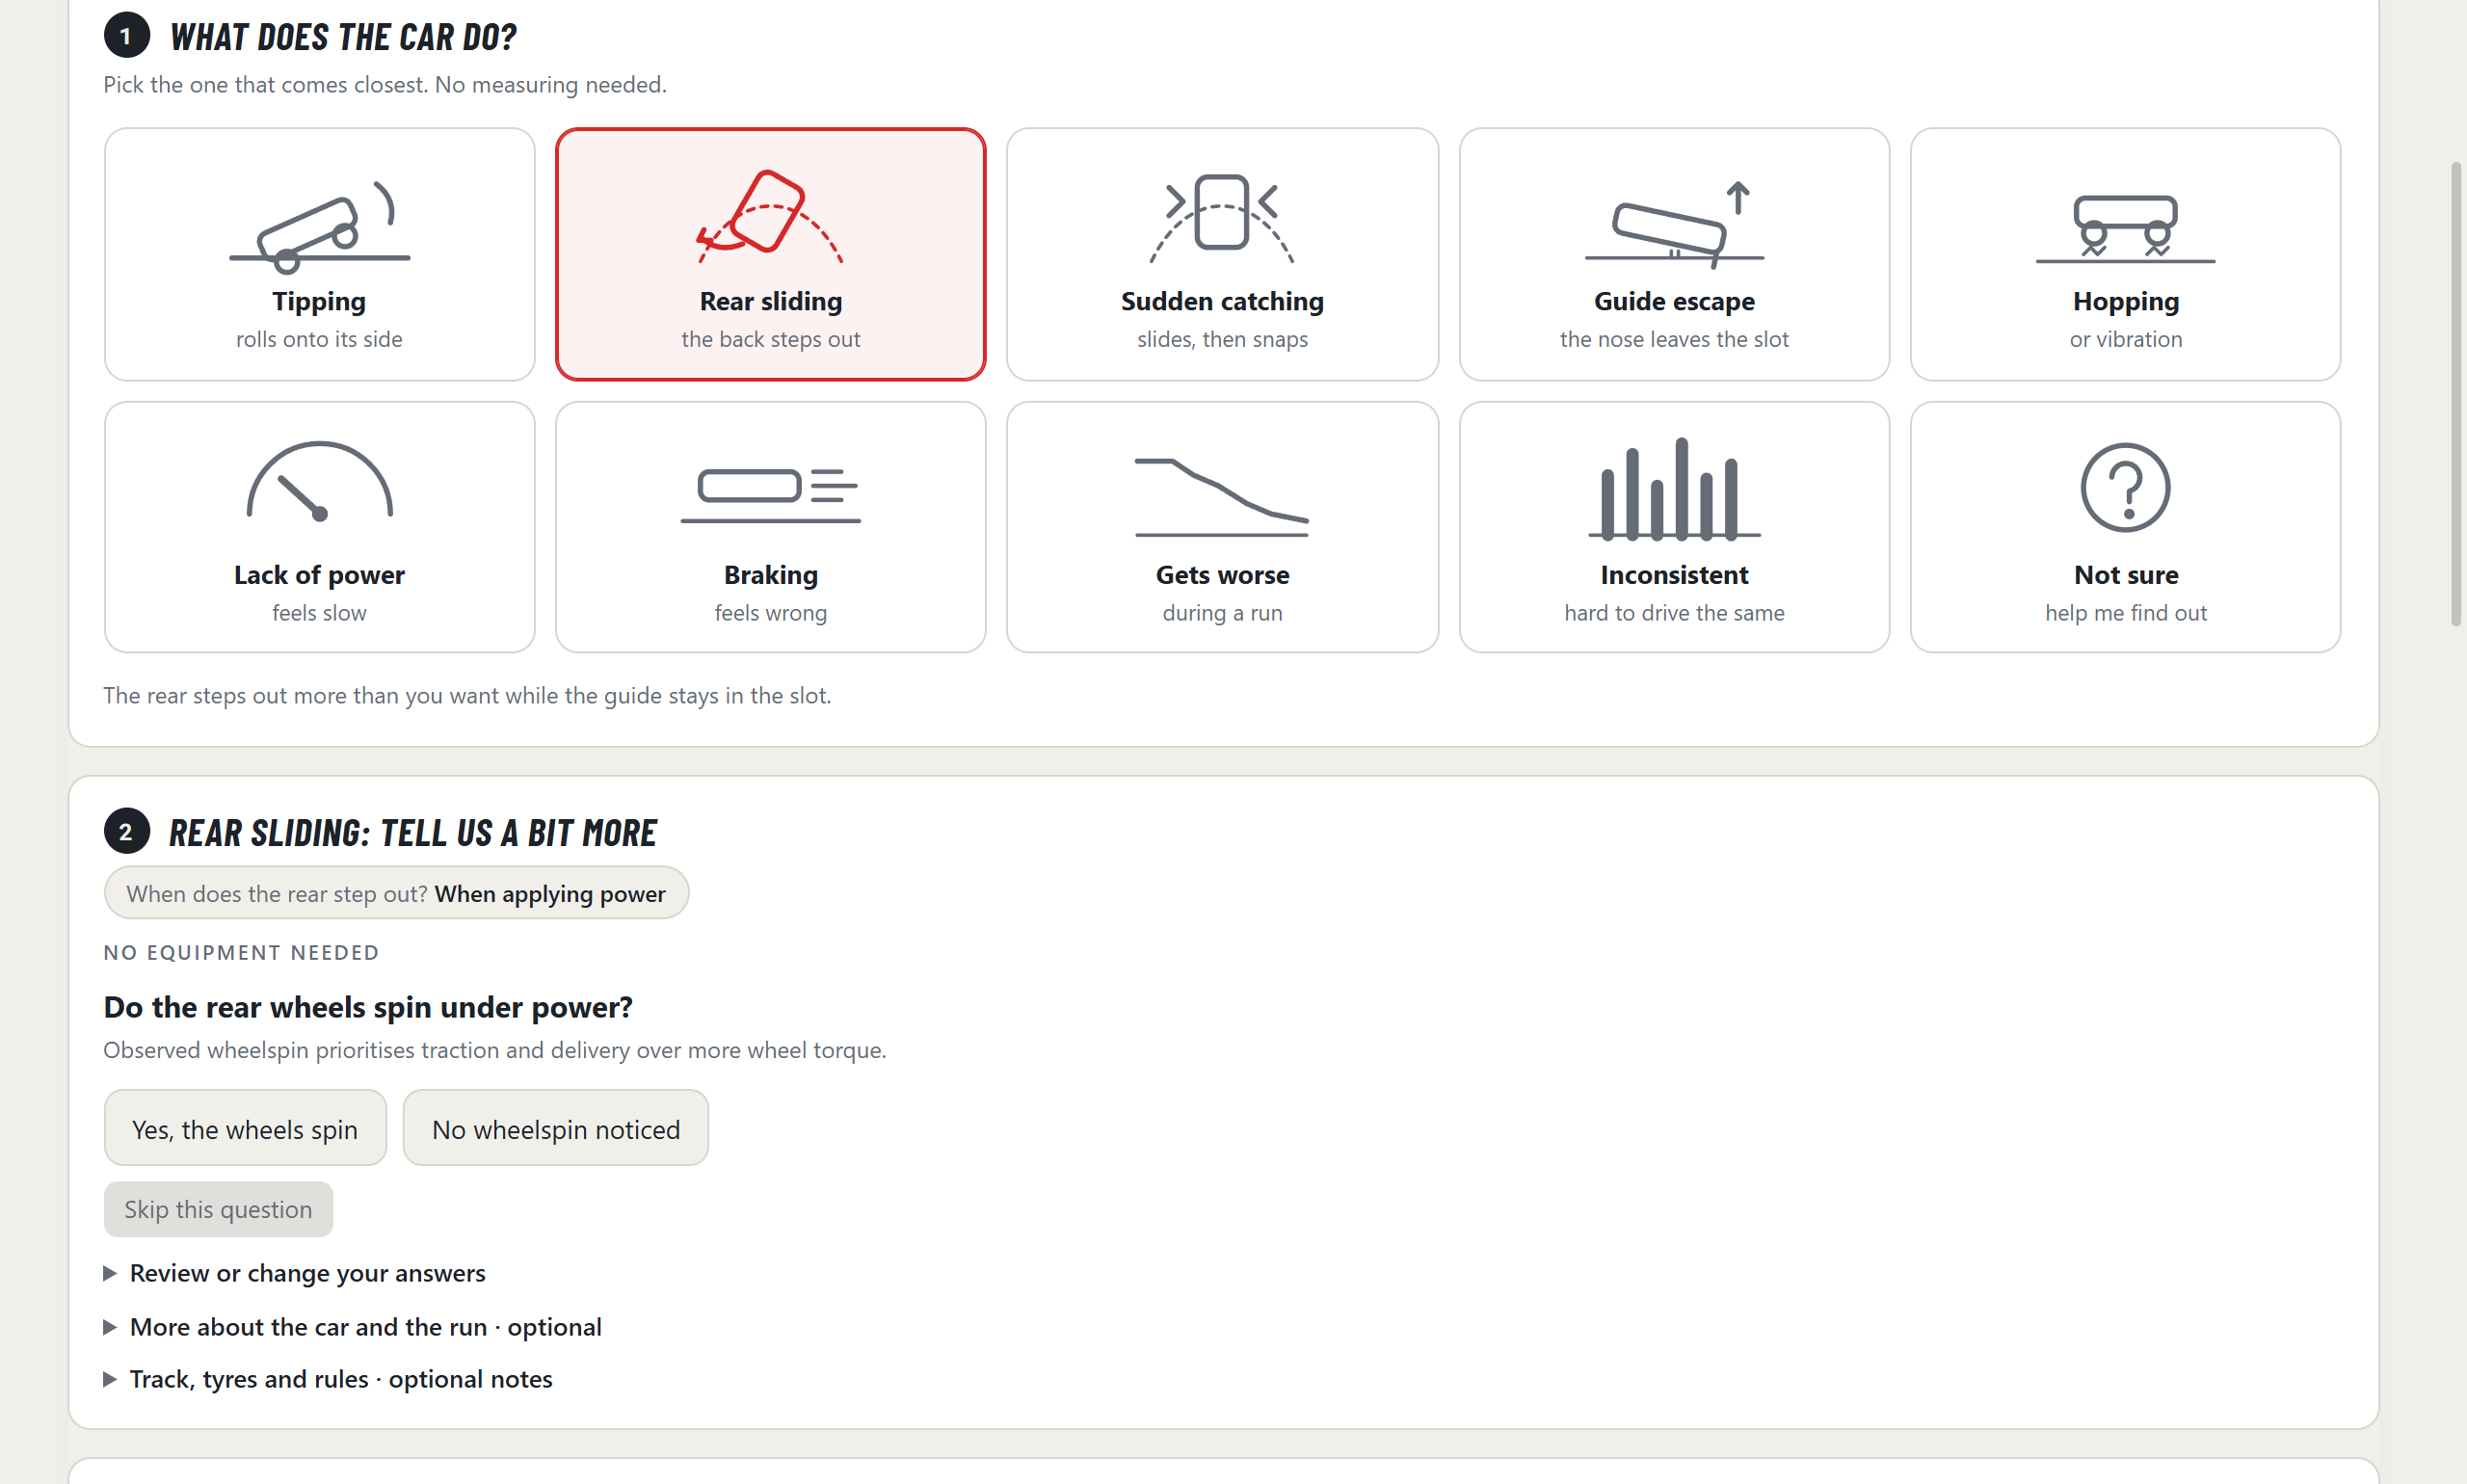 1 WHAT DOES THE CAR DO?
Pick the one that comes closest. No measuring needed.
Tipping
rolls onto its side
Rear sliding
the back steps out
Sudden catching
slides, then snaps
Guide escape
the nose leaves the slot
Hopping
or vibration
Lack of power
feels slow
Braking
feels wrong
Gets worse
during a run
Inconsistent
hard to drive the same
Not sure
help me find out
The rear steps out more than you want while the guide stays in the slot.
2 REAR SLIDING: TELL US A BIT MORE
When does the rear step out? When applying power
NO EQUIPMENT NEEDED
Do the rear wheels spin under power?
Observed wheelspin prioritises traction and delivery over more wheel torque.
Yes, the wheels spin
No wheelspin noticed
Skip this question
Review or change your answers
More about the car and the run · optional
Track, tyres and rules · optional notes